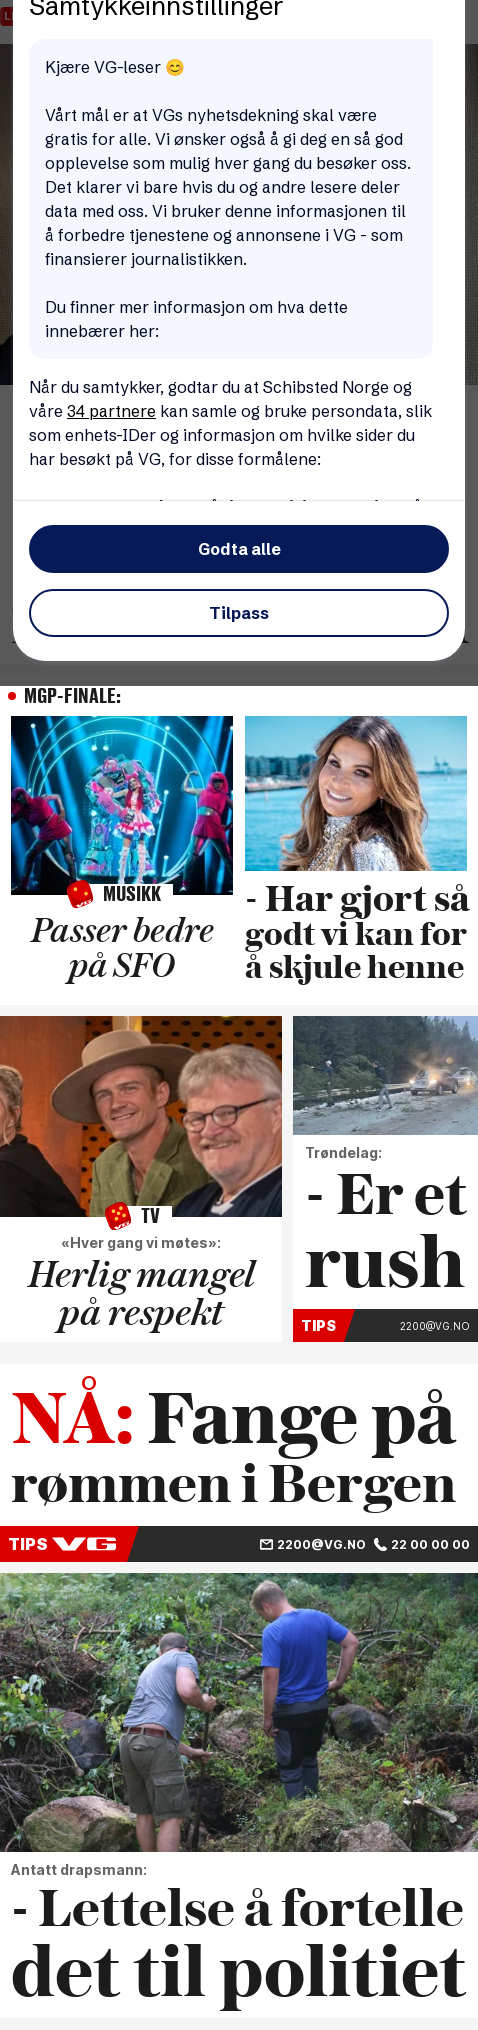 Samtykkeinnstillinger
Kjære VG-leser 😊
Vårt mål er at VGs nyhetsdekning skal være
gratis for alle. Vi ønsker også å gi deg en så god
opplevelse som mulig hver gang du besøker oss.
Det klarer vi bare hvis du og andre lesere deler
data med oss. Vi bruker denne informasjonen til
å forbedre tjenestene og annonsene i VG - som
finansierer journalistikken.
Du finner mer informasjon om hva dette
innebærer her:
Når du samtykker, godtar du at Schibsted Norge og
våre 34 partnere kan samle og bruke persondata, slik
som enhets-IDer og informasjon om hvilke sider du
har besøkt på VG, for disse formålene:
Godta alle
Tilpass
MGP-FINALE:
MUSIKK
Passer bedre
på SFO
- Har gjort så
godt vi kan for
å skjule henne
TV
«Hver gang vi møtes»:
Herlig mangel
på respekt
Trøndelag:
- Er et
rush
TIPS 2200@VG.NO
NÅ: Fange på
rømmen i Bergen
TIPS VG 2200@VG.NO 22 00 00 00
Antatt drapsmann:
- Lettelse å fortelle
det til politiet